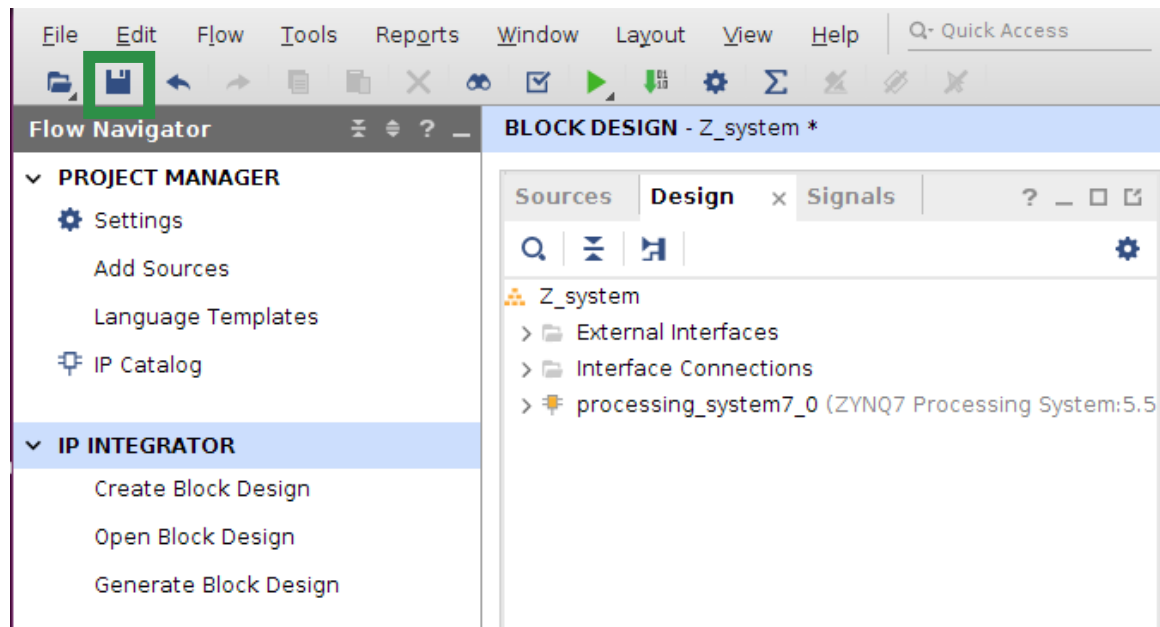 File Edit Flow Tools Reports Window Layout View Help Q- Quick Access
Flow Navigator ? _
BLOCK DESIGN - Z_system *
PROJECT MANAGER
Settings
Add Sources
Language Templates
IP Catalog
IP INTEGRATOR
Create Block Design
Open Block Design
Generate Block Design
Sources Design x Signals ? _
Z_system
External Interfaces
Interface Connections
processing_system7_0 (ZYNQ7 Processing System:5.5